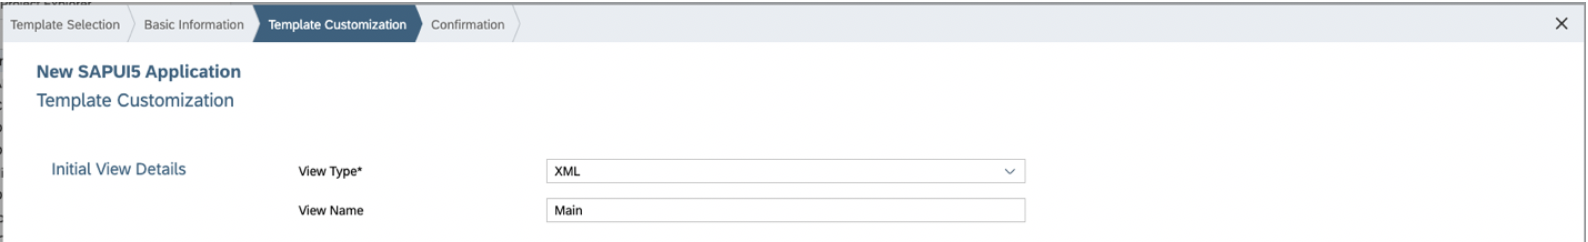 Template Selection Basic Information Template Customization Confirmation
New SAPUI5 Application
Template Customization
Initial View Details View Type* XML
View Name Main